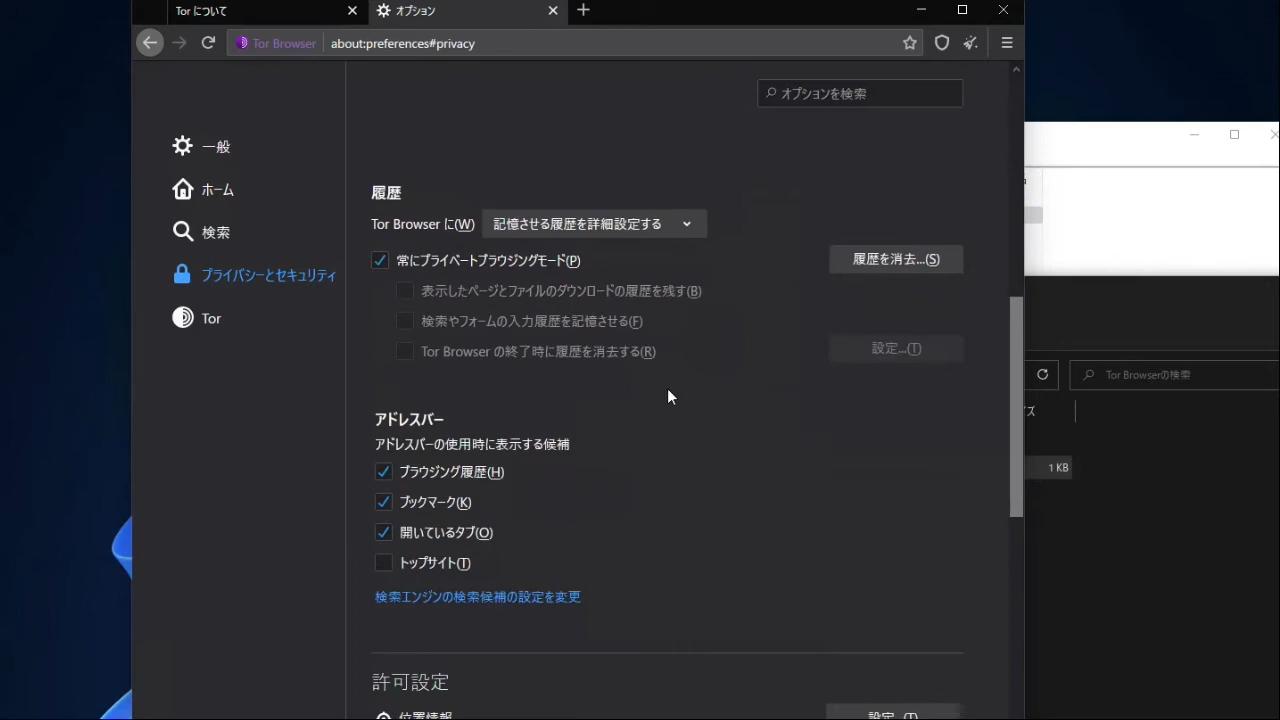 Tor について
オプション
Tor Browser
about:preferences#privacy
オプションを検索
一般
ホーム
検索
プライバシーとセキュリティ
Tor
履歴
Tor Browser に(W)
記憶させる履歴を詳細設定する
常にプライベートブラウジングモード(P)
履歴を消去...(S)
表示したページとファイルのダウンロードの履歴を残す(B)
検索やフォームの入力履歴を記憶させる(F)
Tor Browser の終了時に履歴を消去する(R)
設定...(T)
アドレスバー
アドレスバーの使用時に表示する候補
ブラウジング履歴(H)
ブックマーク(K)
開いているタブ(O)
トップサイト(T)
検索エンジンの検索候補の設定を変更
許可設定
位置情報
設定...(T)
Tor Browserの検索
ズ
1 KB